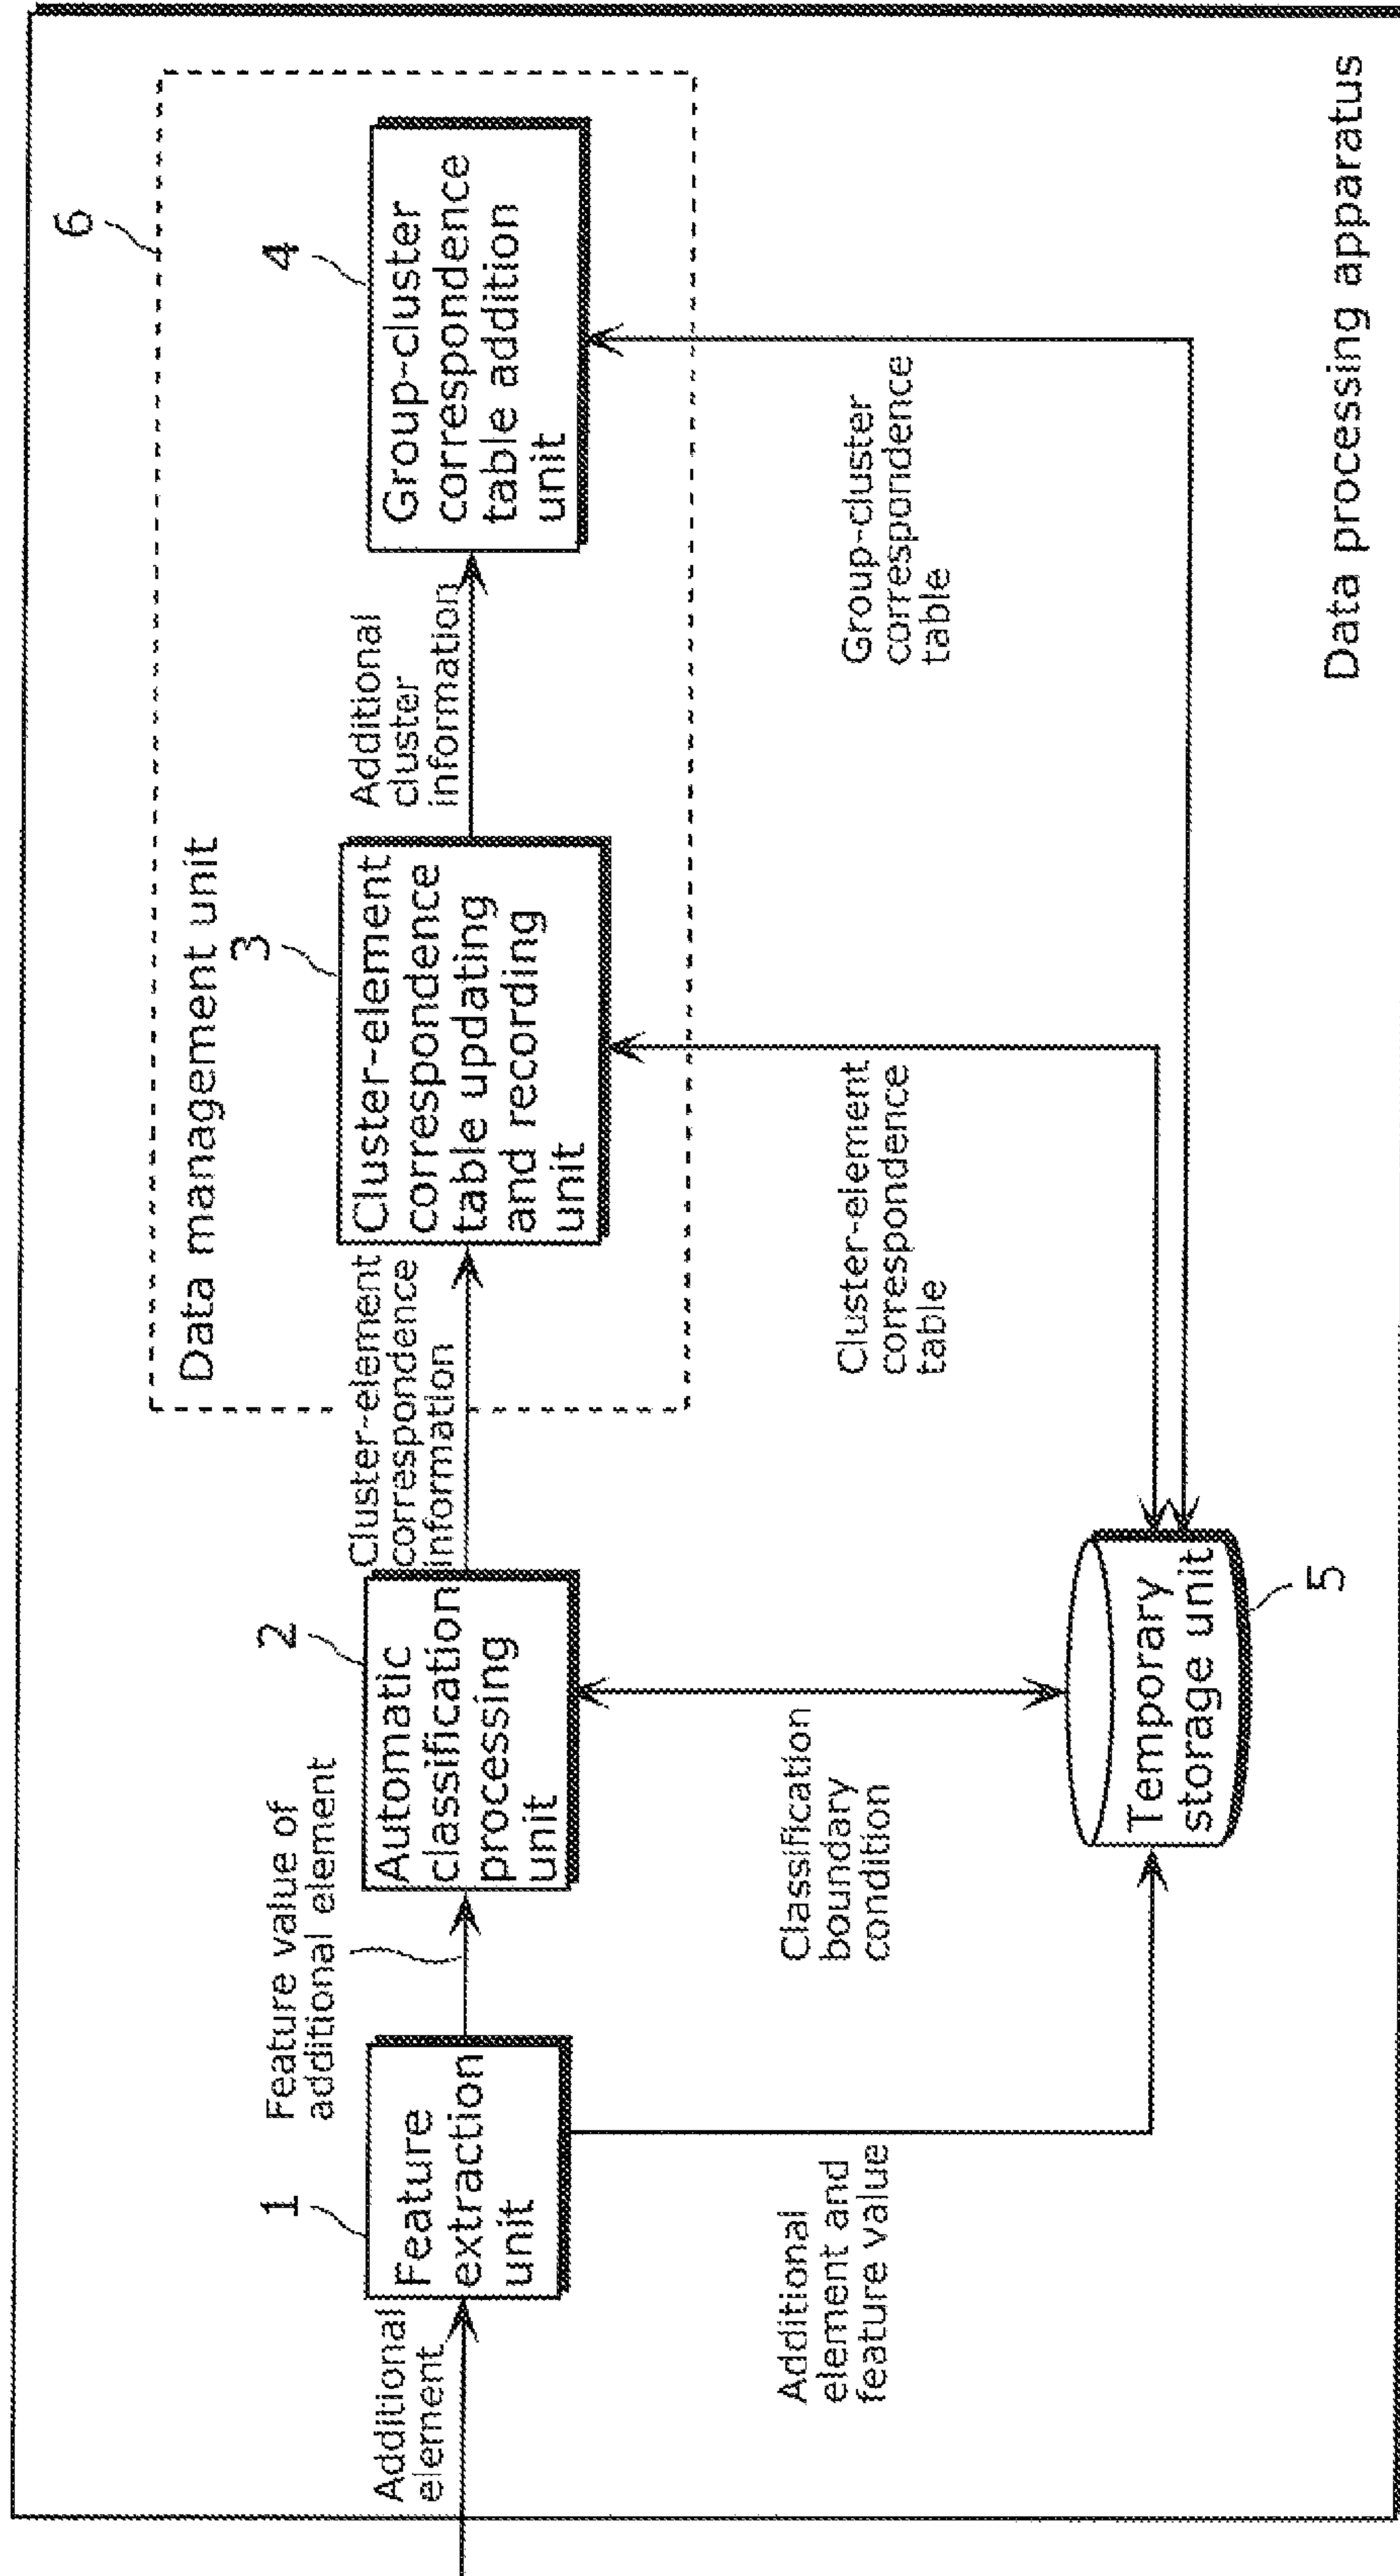 6
Data management unit
Additional
element
1
Feature
extraction
unit
Feature value of
additional element
2
Automatic
classification
processing
unit
Cluster-element
correspondence
information
3
Cluster-element
correspondence
table updating
and recording
unit
Additional
cluster
information
4
Group-cluster
correspondence
table addition
unit
Additional
element and
feature value
Classification
boundary
condition
Cluster-element
correspondence
table
Group-cluster
correspondence
table
Temporary
storage unit
5
Data processing apparatus